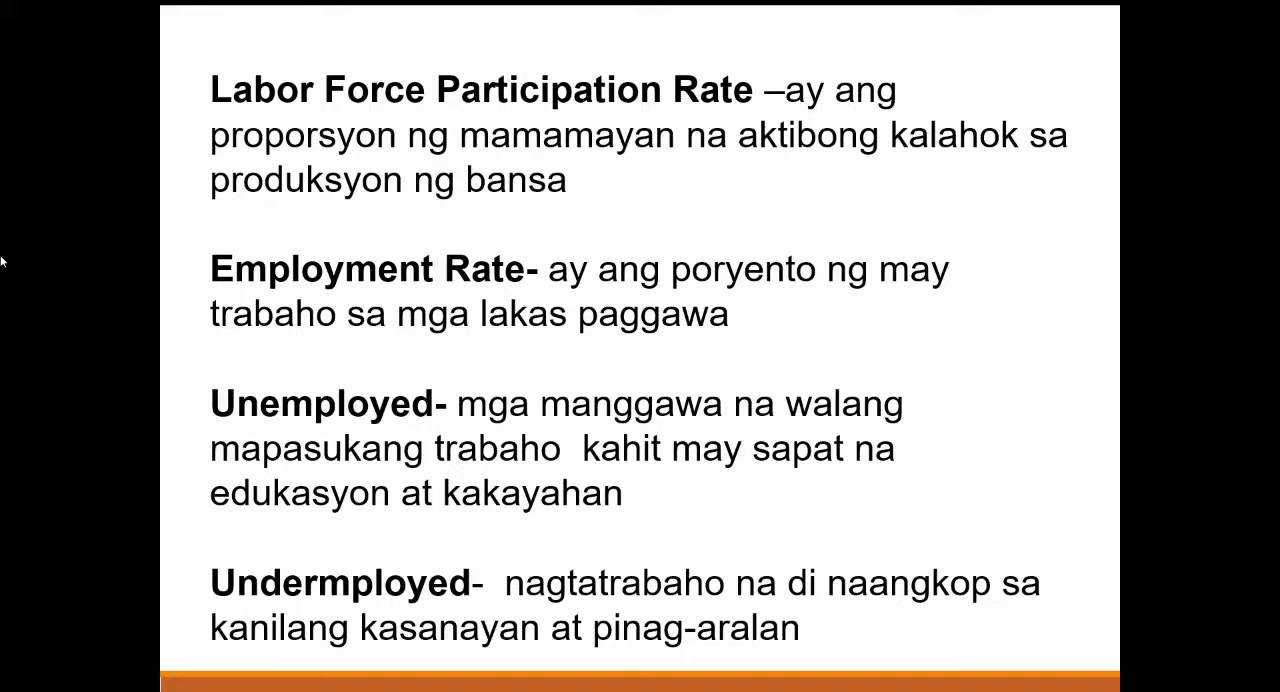 Labor Force Participation Rate –ay ang
proporsyon ng mamamayan na aktibong kalahok sa
produksyon ng bansa
Employment Rate- ay ang poryento ng may
trabaho sa mga lakas paggawa
Unemployed- mga manggawa na walang
mapasukang trabaho  kahit may sapat na
edukasyon at kakayahan
Undermployed-  nagtatrabaho na di naangkop sa
kanilang kasanayan at pinag-aralan